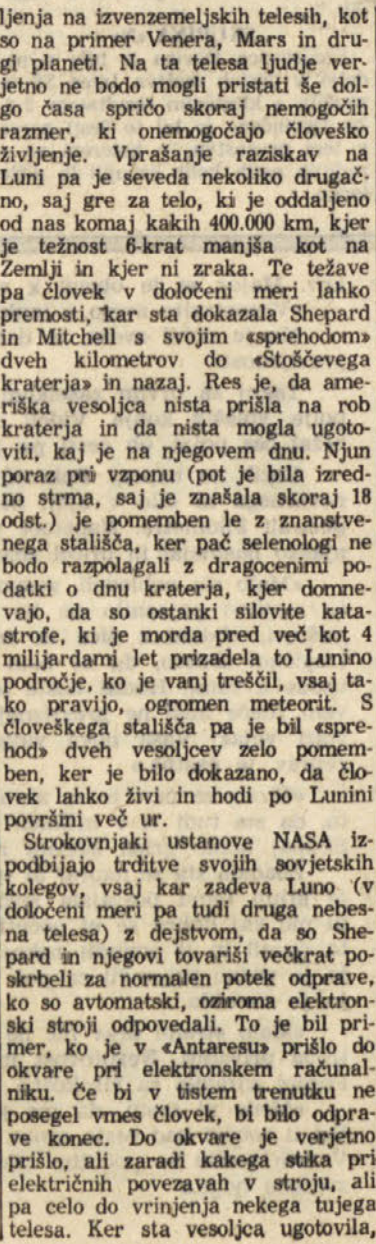 ljenja na izvenzemeljskih telesih, kot
so na primer Venera, Mars in dru-
gi planeti. Na ta telesa ljudje ver-
jetno ne bodo mogli pristati še dol-
go časa spričo skoraj nemogočih
razmer, ki onemogočajo človeško
življenje. Vprašanje raziskav na
Luni pa je seveda nekoliko drugač-
no, saj gre za telo, ki je oddaljeno
od nas komaj kakih 400.000 km, kjer
je težnost 6-krat manjša kot na
Zemlji in kjer ni zraka. Te težave
pa človek v določeni meri lahko
premosti, kar sta dokazala Shepard
in Mitchell s svojim «sprehodom»
dveh kilometrov do «Stoščevega
kraterja» in nazaj. Res je, da ame-
riška vesoljca nista prišla na rob
kraterja in da nista mogla ugoto-
viti, kaj je na njegovem dnu. Njun
poraz pri vzponu (pot je bila izred-
no strma, saj je znašala skoraj 18
odst.) je pomemben le z znanstve-
nega stališča, ker pač selenologi ne
bodo razpolagali z dragocenimi po-
datki o dnu kraterja, kjer domne-
vajo, da so ostanki silovite kata-
strofe, ki je morda pred več kot 4
milijardami let prizadela to Lunino
področje, ko je vanj treščil, vsaj ta-
ko pravijo, ogromen meteorit. S
človeškega stališča pa je bil «spre-
hod» dveh vesoljcev zelo pomem-
ben, ker je bilo dokazano, da člo-
vek lahko živi in hodi po Lunini
površini več ur.
Strokovnjaki ustanove NASA iz-
podbijajo trditve svojih sovjetskih
kolegov, vsaj kar zadeva Luno (v
določeni meri pa tudi druga nebes-
na telesa) z dejstvom, da so She-
pard in njegovi tovariši večkrat po-
skrbeli za normalen potek odprave,
ko so avtomatski, oziroma elektron-
ski stroji odpovedali. To je bil pri-
mer, ko je v «Antaresu» prišlo do
okvare pri elektronskem računal-
niku. Če bi v tistem trenutku ne
posegel vmes človek, bi bilo odpra-
ve konec. Do okvare je verjetno
prišlo, ali zaradi kakega stika pri
električnih povezavah v stroju, ali
pa celo do vrinjenja nekega tujega
telesa. Ker sta vesoljca ugotovila,